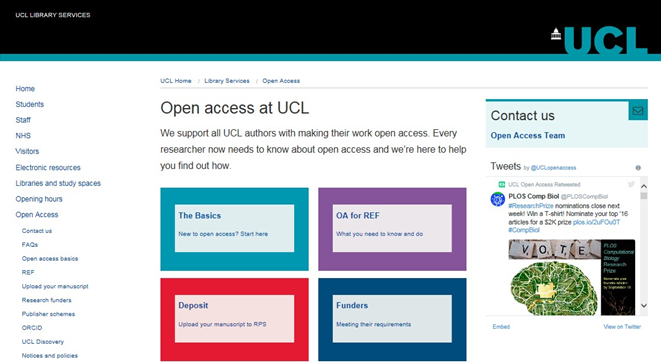 UCL LIBRARY SERVICES
UCL
Home
Students
Staff
NHS
Visitors
Electronic resources
Libraries and study spaces
Opening hours
Open Access
Contact us
FAQs
Open access basics
REF
Upload your manuscript
Research funders
Publisher schemes
ORCID
UCL Discovery
Notices and policies
UCL Home / Library Services / Open Access
Open access at UCL
We support all UCL authors with making their work open access. Every
researcher now needs to know about open access and we're here to help
you find out how.
The Basics
New to open access? Start here
OA for REF
What you need to know and do
Deposit
Upload your manuscript to RPS
Funders
Meeting their requirements
Contact us
Open Access Team
Tweets by @UCLopenaccess
UCL Open Access Retweeted
PLOS Comp Biol @PLOSCompBiol
#ResearchPrize nominations close next
week! Win a T-shirt! Nominate your top '16
articles for a $2K prize plos.io/2uFOu0T
#CompBiol
VOTE
PLOS
Computational
Biology
Research
Prize
Embed
View on Twitter